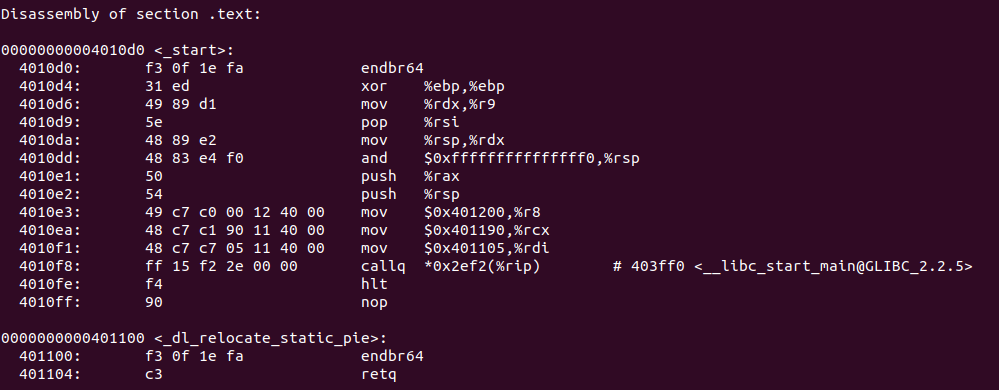 Disassembly of section .text:

00000000004010d0 <_start>:
  4010d0:	f3 0f 1e fa          	endbr64
  4010d4:	31 ed                	xor    %ebp,%ebp
  4010d6:	49 89 d1             	mov    %rdx,%r9
  4010d9:	5e                   	pop    %rsi
  4010da:	48 89 e2             	mov    %rsp,%rdx
  4010dd:	48 83 e4 f0          	and    $0xfffffffffffffff0,%rsp
  4010e1:	50                   	push   %rax
  4010e2:	54                   	push   %rsp
  4010e3:	49 c7 c0 00 12 40 00 	mov    $0x401200,%r8
  4010ea:	48 c7 c1 90 11 40 00 	mov    $0x401190,%rcx
  4010f1:	48 c7 c7 05 11 40 00 	mov    $0x401105,%rdi
  4010f8:	ff 15 f2 2e 00 00    	callq  *0x2ef2(%rip)        # 403ff0 <__libc_start_main@GLIBC_2.2.5>
  4010fe:	f4                   	hlt
  4010ff:	90                   	nop

0000000000401100 <_dl_relocate_static_pie>:
  401100:	f3 0f 1e fa          	endbr64
  401104:	c3                   	retq